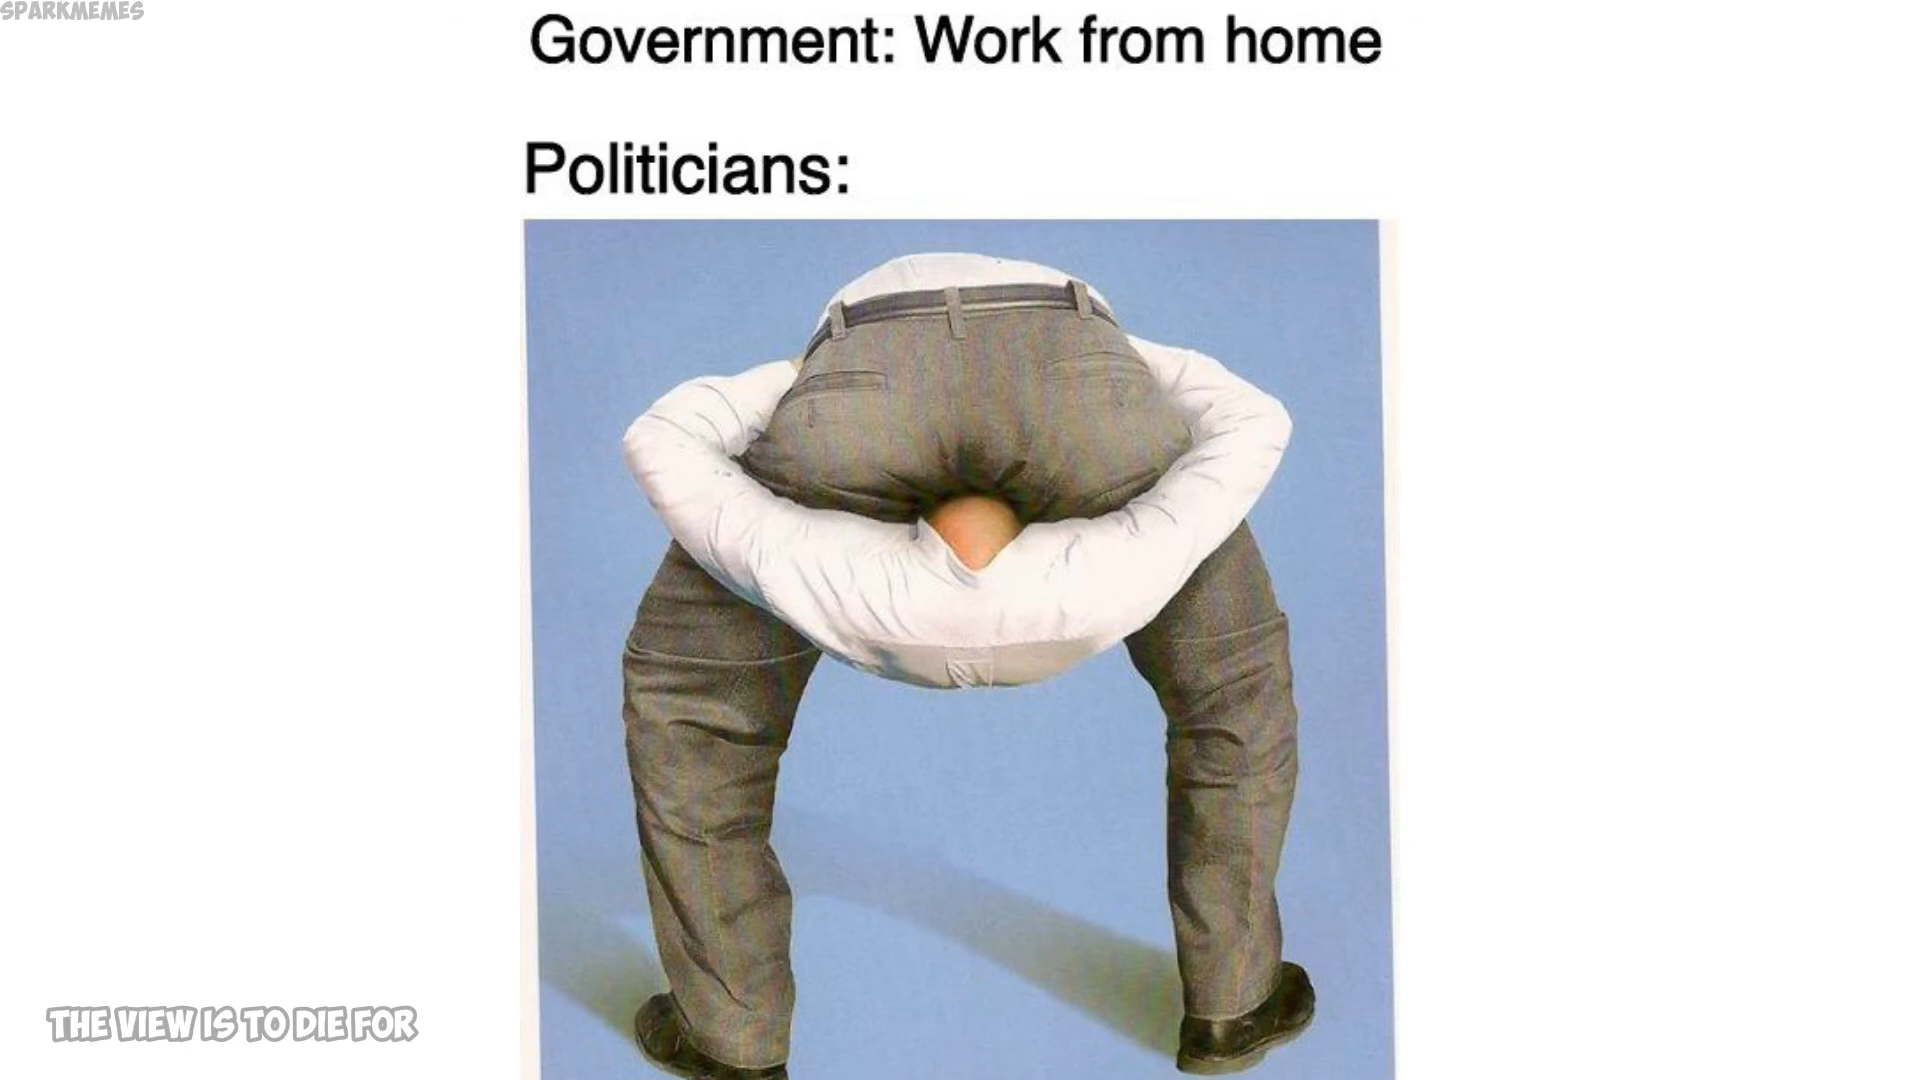 SPARKMEMES
Government: Work from home
Politicians:
THE VIEW IS TO DIE FOR